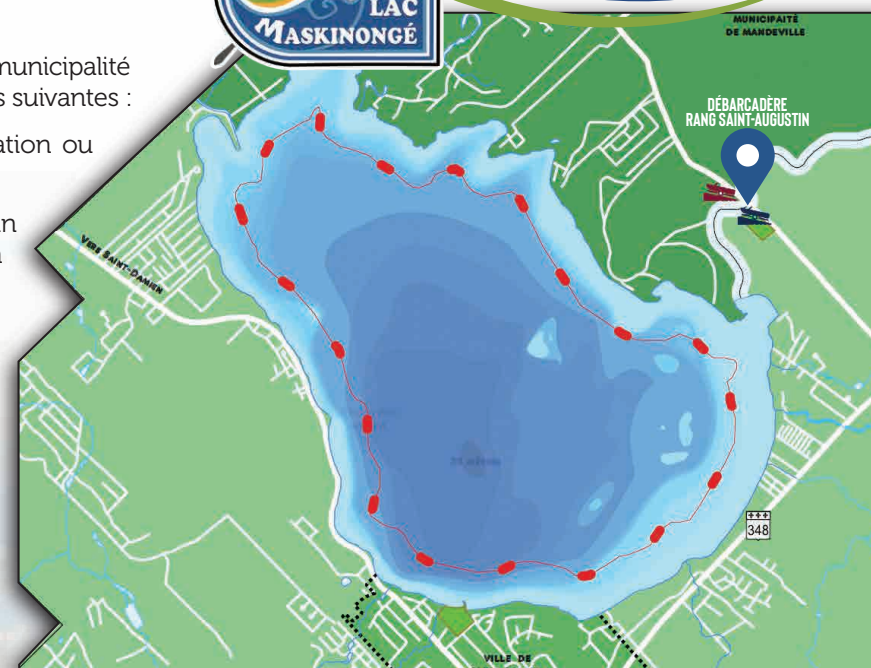 LAC
MASKINONGÉ
MUNICIPAITÉ
DE MANDEVILLE
municipalité
s suivantes :
ation ou
DÉBARCADÈRE
RANG SAINT-AUGUSTIN
VERS SAINT-DAMIEN
348
VILLE DE